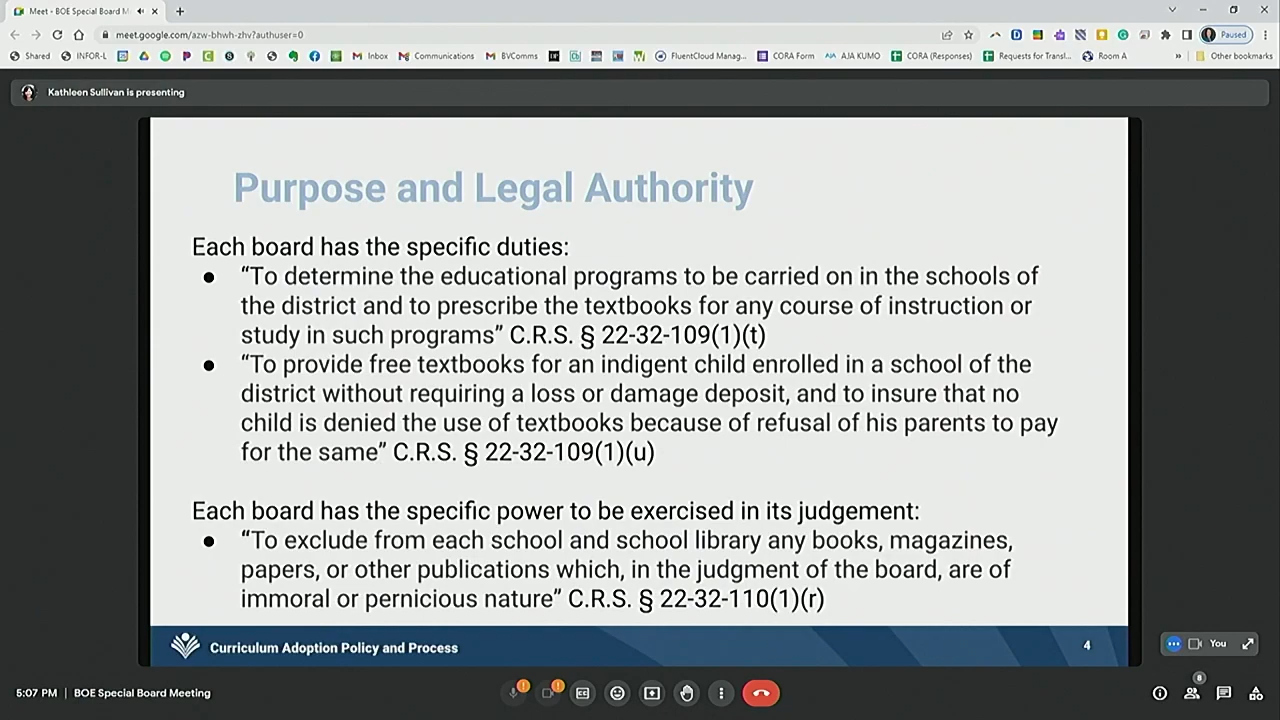 Meet - BOE Special Board M
meet.google.com/azw-bhwh-zhv?authuser=0
Paused
Shared
INFOR-L
Inbox
Communications
BVComms
FluentCloud Manag...
CORA Form
AJA KUMO
CORA (Responses)
Requests for Transl...
Room A
»
Other bookmarks
Kathleen Sullivan is presenting
Purpose and Legal Authority
Each board has the specific duties:
● “To determine the educational programs to be carried on in the schools of
the district and to prescribe the textbooks for any course of instruction or
study in such programs” C.R.S. § 22-32-109(1)(t)
● “To provide free textbooks for an indigent child enrolled in a school of the
district without requiring a loss or damage deposit, and to insure that no
child is denied the use of textbooks because of refusal of his parents to pay
for the same” C.R.S. § 22-32-109(1)(u)
Each board has the specific power to be exercised in its judgement:
● “To exclude from each school and school library any books, magazines,
papers, or other publications which, in the judgment of the board, are of
immoral or pernicious nature” C.R.S. § 22-32-110(1)(r)
Curriculum Adoption Policy and Process
4
You
5:07 PM | BOE Special Board Meeting
8